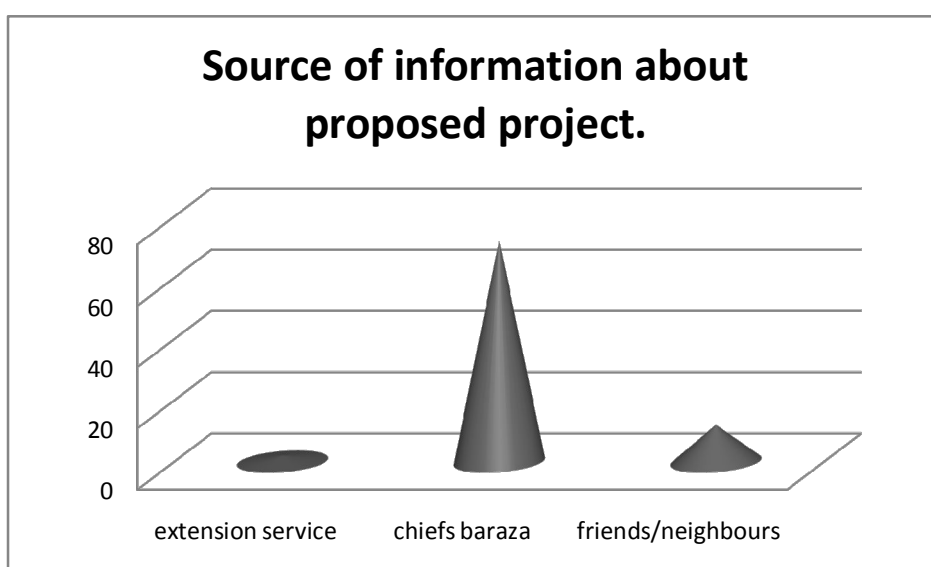 Source of information about
proposed project.
80
60
40
20
0
extension service
chiefs baraza
friends/neighbours